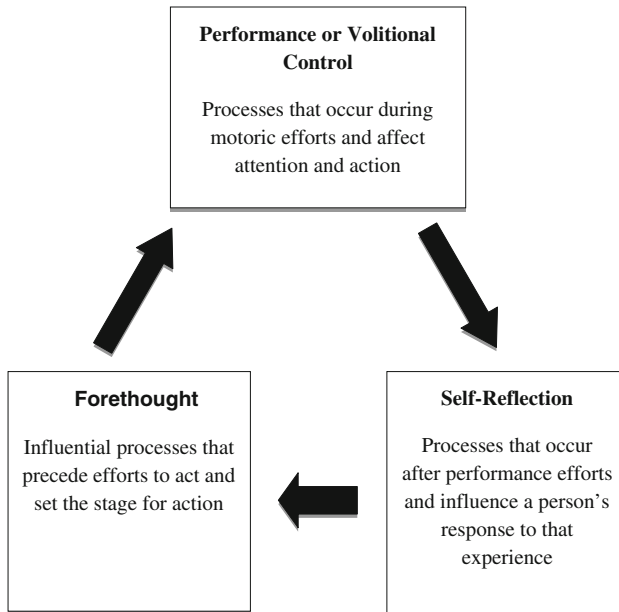 Performance or Volitional
Control
Processes that occur during
motoric efforts and affect
attention and action
Forethought
Influential processes that
precede efforts to act and
set the stage for action
Self-Reflection
Processes that occur
after performance efforts
and influence a person’s
response to that
experience